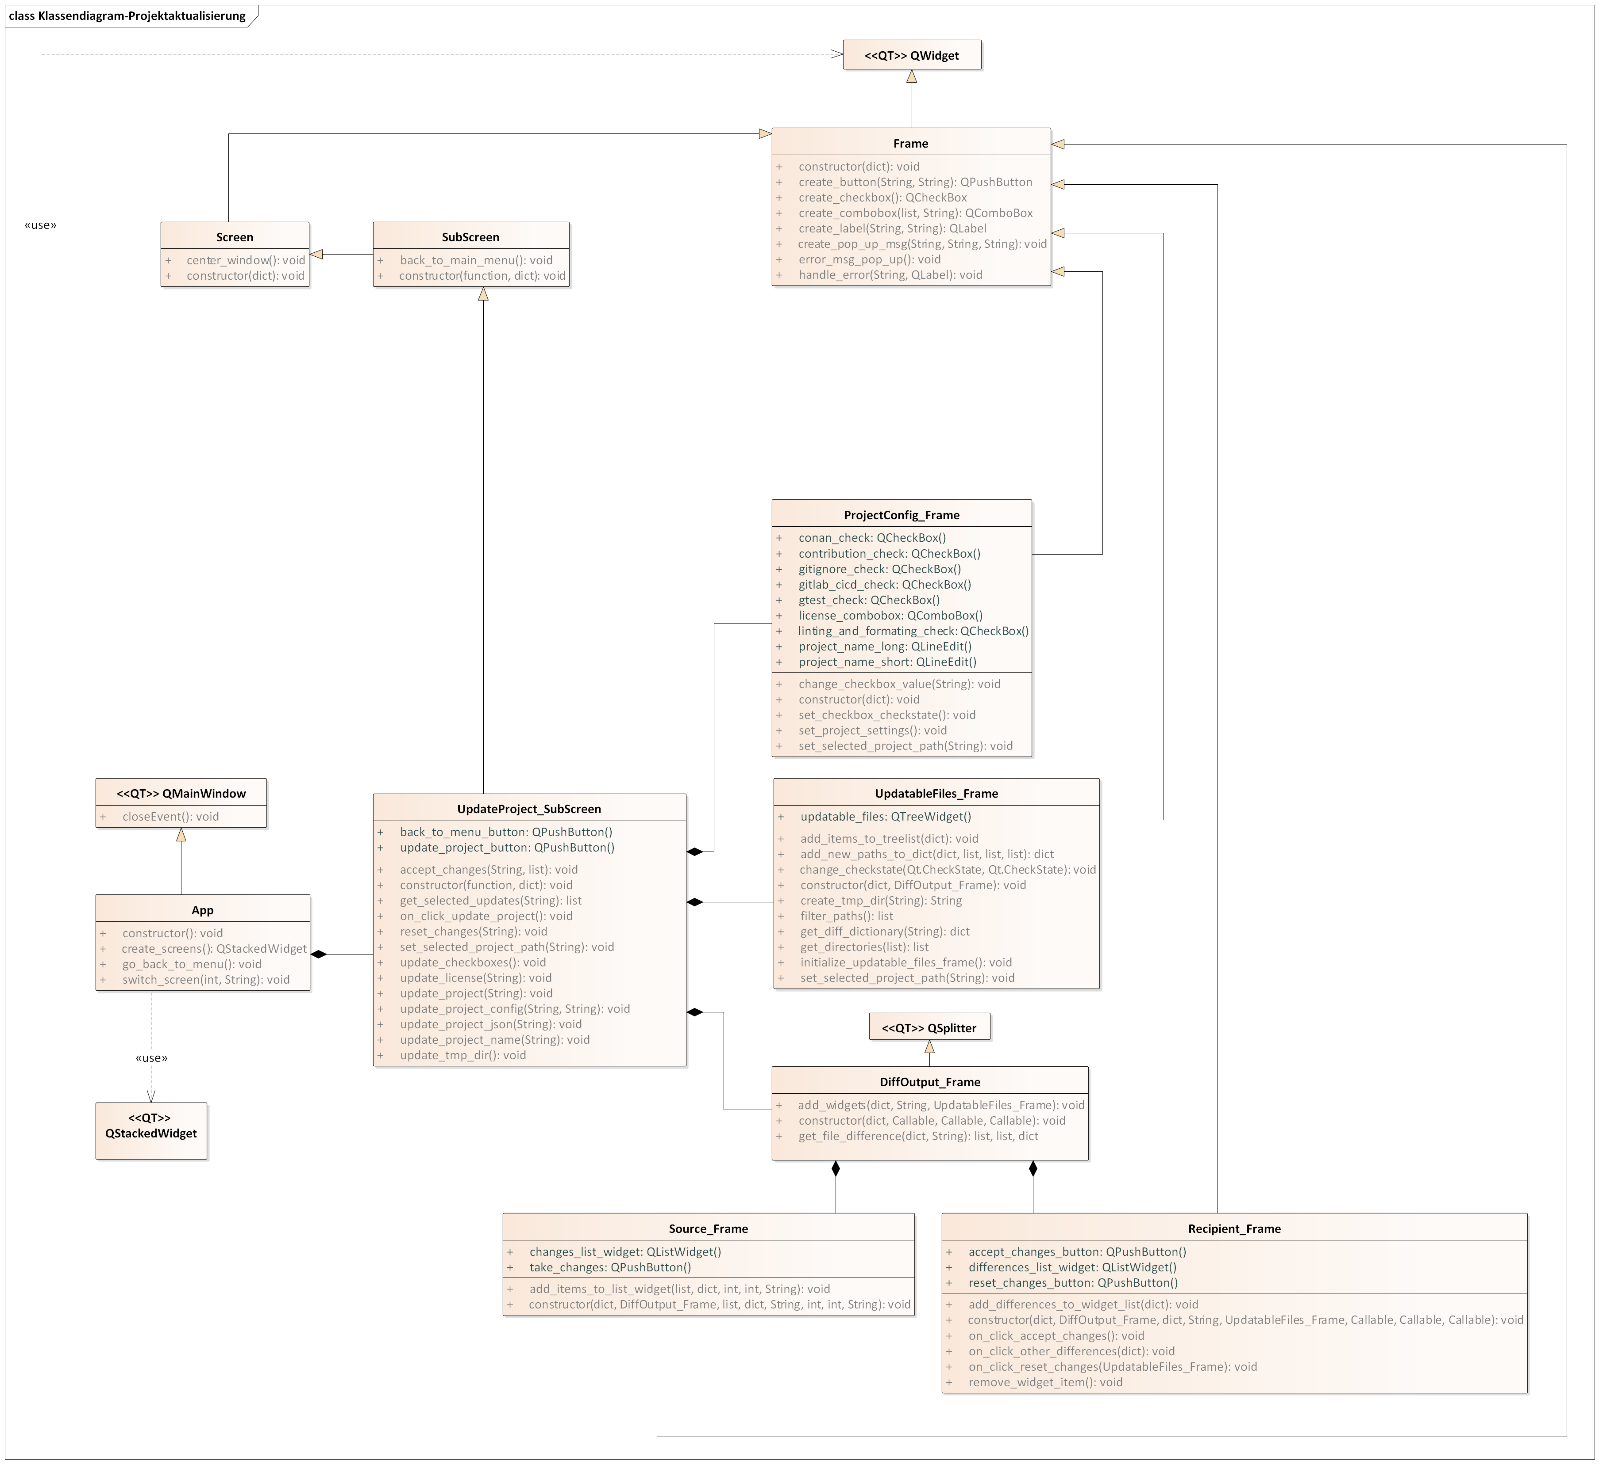 class Klassendiagram-Projektaktualisierung
<<QT>> QWidget
Frame
+ constructor(dict): void
+ create_button(String, String): QPushButton
+ create_checkbox(): QCheckBox
+ create_combobox(list, String): QComboBox
+ create_label(String, String): QLabel
+ create_pop_up_msg(String, String, String): void
+ error_msg_pop_up(): void
+ handle_error(String, QLabel): void
«use»
Screen
+ center_window(): void
+ constructor(dict): void
SubScreen
+ back_to_main_menu(): void
+ constructor(function, dict): void
ProjectConfig_Frame
+ conan_check: QCheckBox()
+ contribution_check: QCheckBox()
+ gitignore_check: QCheckBox()
+ gitlab_cicd_check: QCheckBox()
+ gtest_check: QCheckBox()
+ license_combobox: QComboBox()
+ linting_and_formating_check: QCheckBox()
+ project_name_long: QLineEdit()
+ project_name_short: QLineEdit()
+ change_checkbox_value(String): void
+ constructor(dict): void
+ set_checkbox_checkstate(): void
+ set_project_settings(): void
+ set_selected_project_path(String): void
<<QT>> QMainWindow
+ closeEvent(): void
App
+ constructor(): void
+ create_screens(): QStackedWidget
+ go_back_to_menu(): void
+ switch_screen(int, String): void
«use»
<<QT>>
QStackedWidget
UpdateProject_SubScreen
+ back_to_menu_button: QPushButton()
+ update_project_button: QPushButton()
+ accept_changes(String, list): void
+ constructor(function, dict): void
+ get_selected_updates(String): list
+ on_click_update_project(): void
+ reset_changes(String): void
+ set_selected_project_path(String): void
+ update_checkboxes(): void
+ update_license(String): void
+ update_project(String): void
+ update_project_config(String, String): void
+ update_project_json(String): void
+ update_project_name(String): void
+ update_tmp_dir(): void
UpdatableFiles_Frame
+ updatable_files: QTreeWidget()
+ add_items_to_treelist(dict): void
+ add_new_paths_to_dict(dict, list, list, list): dict
+ change_checkstate(Qt.CheckState, Qt.CheckState): void
+ constructor(dict, DiffOutput_Frame): void
+ create_tmp_dir(String): String
+ filter_paths(): list
+ get_diff_dictionary(String): dict
+ get_directories(list): list
+ initialize_updatable_files_frame(): void
+ set_selected_project_path(String): void
<<QT>> QSplitter
DiffOutput_Frame
+ add_widgets(dict, String, UpdatableFiles_Frame): void
+ constructor(dict, Callable, Callable, Callable): void
+ get_file_difference(dict, String): list, list, dict
Source_Frame
+ changes_list_widget: QListWidget()
+ take_changes: QPushButton()
+ add_items_to_list_widget(list, dict, int, int, String): void
+ constructor(dict, DiffOutput_Frame, list, dict, String, int, int, String): void
Recipient_Frame
+ accept_changes_button: QPushButton()
+ differences_list_widget: QListWidget()
+ reset_changes_button: QPushButton()
+ add_differences_to_widget_list(dict): void
+ constructor(dict, DiffOutput_Frame, dict, String, UpdatableFiles_Frame, Callable, Callable, Callable): void
+ on_click_accept_changes(): void
+ on_click_other_differences(dict): void
+ on_click_reset_changes(UpdatableFiles_Frame): void
+ remove_widget_item(): void